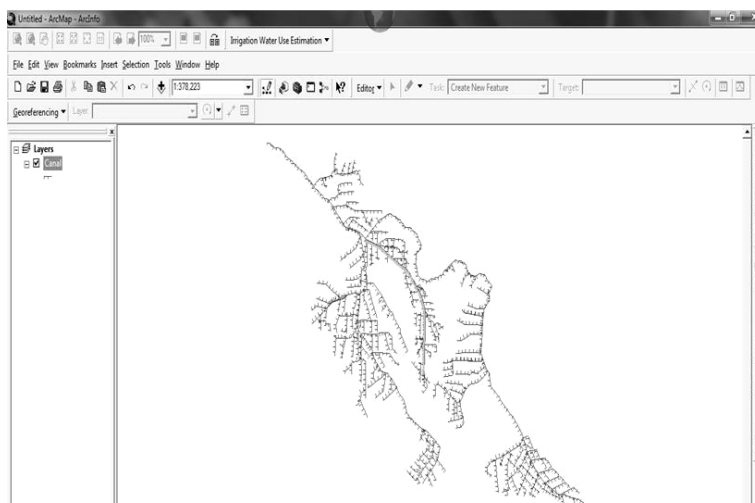 Untitled - ArcMap - ArcInfo
100%
Irrigation Water Use Estimation
File Edit View Bookmarks Insert Selection Tools Window Help
1:378,223
Editor
Task: Create New Feature
Target:
Georeferencing
Layer:
Layers
Canal